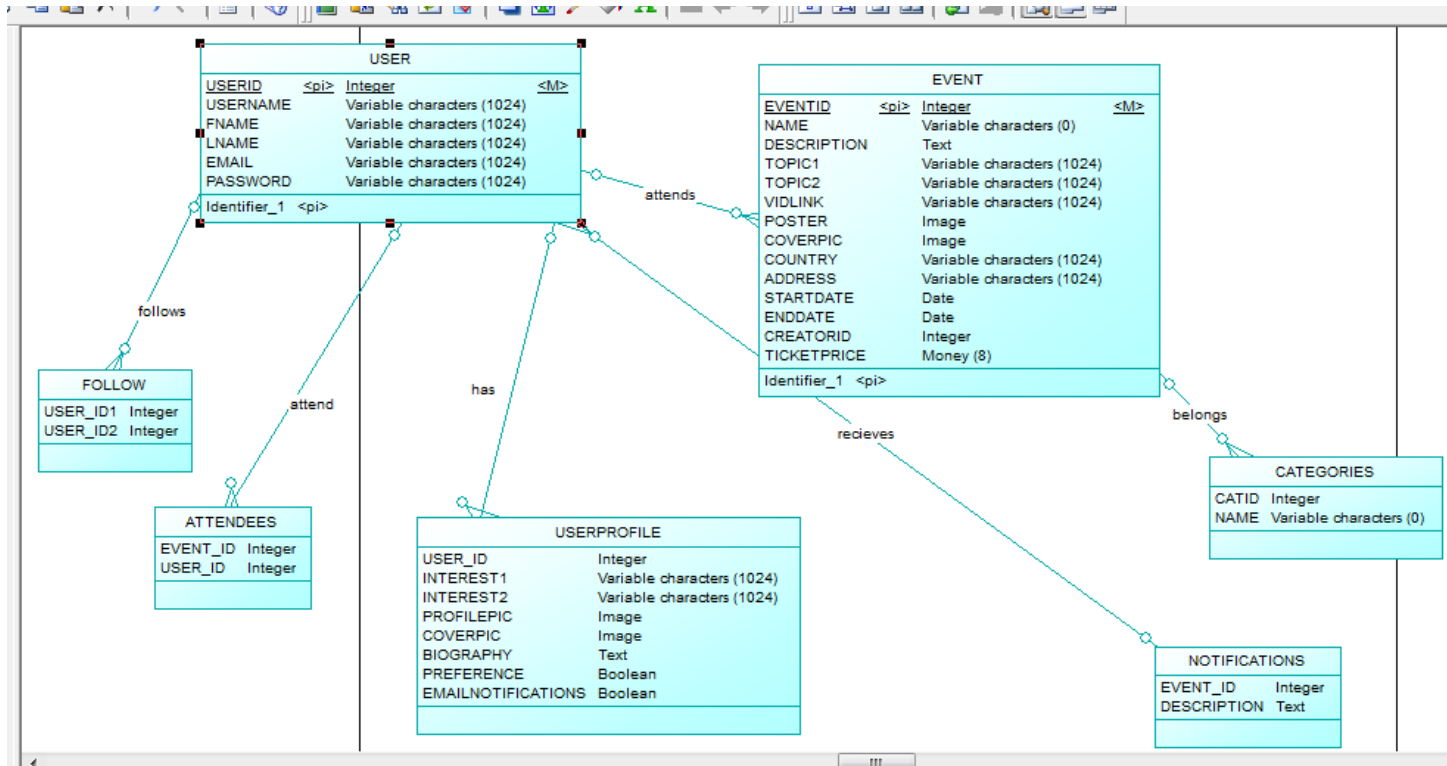 USER
USERID <pi> Integer <M>
USERNAME Variable characters (1024)
FNAME Variable characters (1024)
LNAME Variable characters (1024)
EMAIL Variable characters (1024)
PASSWORD Variable characters (1024)
Identifier_1 <pi>
EVENT
EVENTID <pi> Integer <M>
NAME Variable characters (0)
DESCRIPTION Text
TOPIC1 Variable characters (1024)
TOPIC2 Variable characters (1024)
VIDLINK Variable characters (1024)
POSTER Image
COVERPIC Image
COUNTRY Variable characters (1024)
ADDRESS Variable characters (1024)
STARTDATE Date
ENDDATE Date
CREATORID Integer
TICKETPRICE Money (8)
Identifier_1 <pi>
attends
follows
attend
has
recieves
belongs
FOLLOW
USER_ID1 Integer
USER_ID2 Integer
ATTENDEES
EVENT_ID Integer
USER_ID Integer
USERPROFILE
USER_ID Integer
INTEREST1 Variable characters (1024)
INTEREST2 Variable characters (1024)
PROFILEPIC Image
COVERPIC Image
BIOGRAPHY Text
PREFERENCE Boolean
EMAILNOTIFICATIONS Boolean
CATEGORIES
CATID Integer
NAME Variable characters (0)
NOTIFICATIONS
EVENT_ID Integer
DESCRIPTION Text